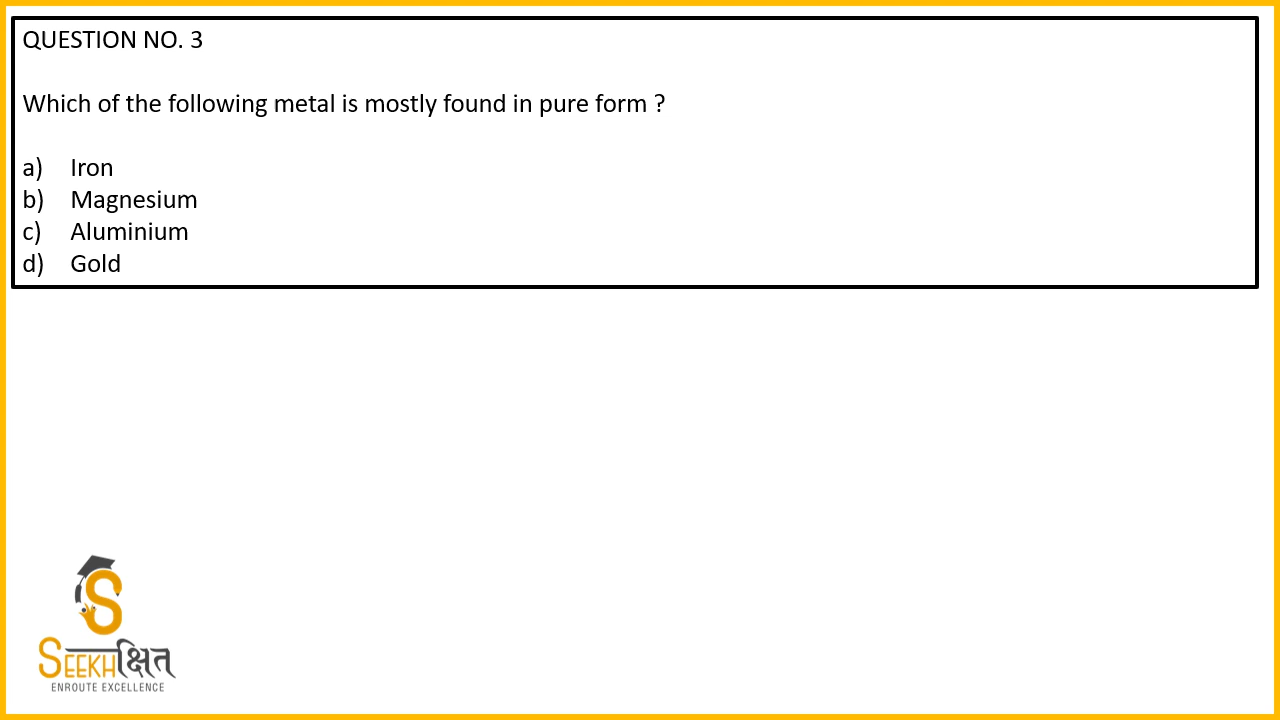 QUESTION NO. 3
Which of the following metal is mostly found in pure form ?
a) Iron
b) Magnesium
c) Aluminium
d) Gold
S
SEEKHक्षित
ENROUTE EXCELLENCE